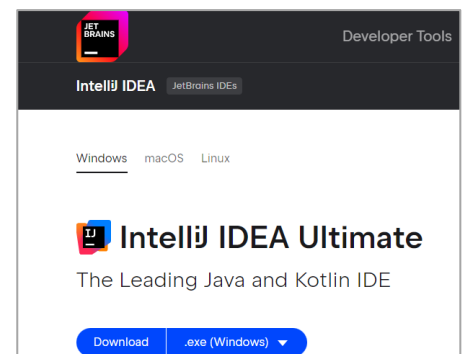 JET
BRAINS
Developer Tools
IntelliJ IDEA JetBrains IDEs
Windows macOS Linux
IJ IntelliJ IDEA Ultimate
The Leading Java and Kotlin IDE
Download .exe (Windows)